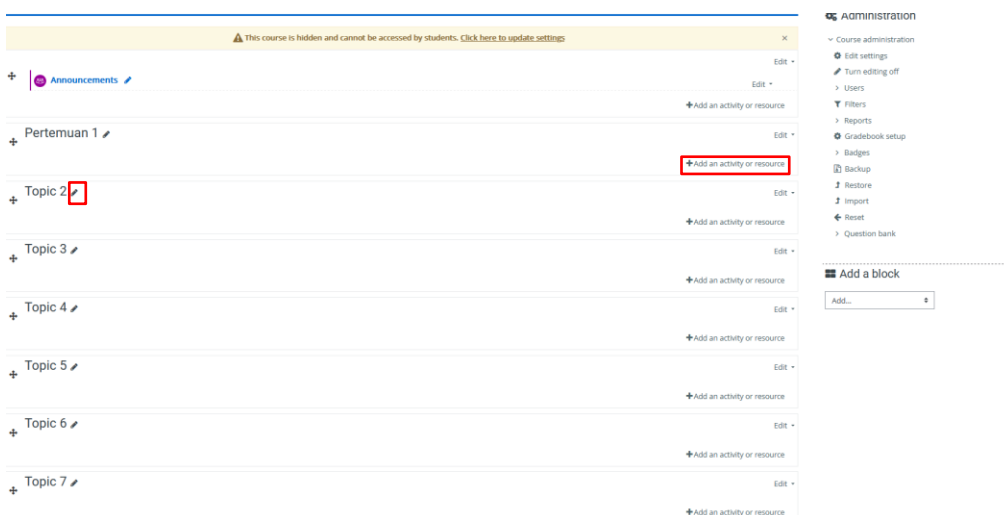 This course is hidden and cannot be accessed by students. Click here to update settings ×
Edit
Announcements
Edit
Add an activity or resource
Pertemuan 1
Edit
Add an activity or resource
Topic 2
Edit
Add an activity or resource
Topic 3
Edit
Add an activity or resource
Topic 4
Edit
Add an activity or resource
Topic 5
Edit
Add an activity or resource
Topic 6
Edit
Add an activity or resource
Topic 7
Edit
Add an activity or resource
Administration
Course administration
Edit settings
Turn editing off
Users
Filters
Reports
Gradebook setup
Badges
Backup
Restore
Import
Reset
Question bank
Add a block
Add...